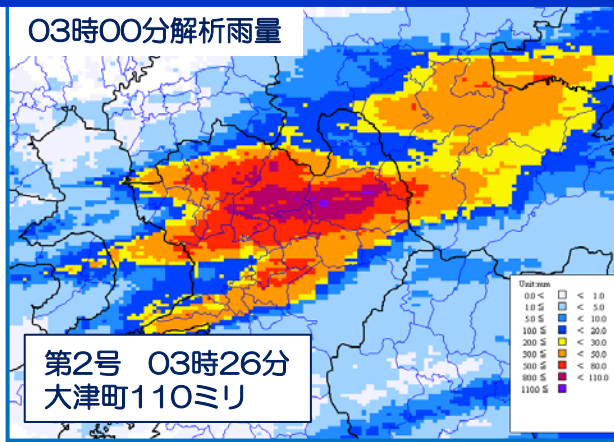 03時00分解析雨量
Unit:mm
0.0 < < 1.0
1.0 ≦ < 5.0
5.0 ≦ < 10.0
10.0 ≦ < 20.0
20.0 ≦ < 30.0
30.0 ≦ < 50.0
50.0 ≦ < 80.0
80.0 ≦ < 110.0
110.0 ≦
第2号 03時26分
大津町110ミリ